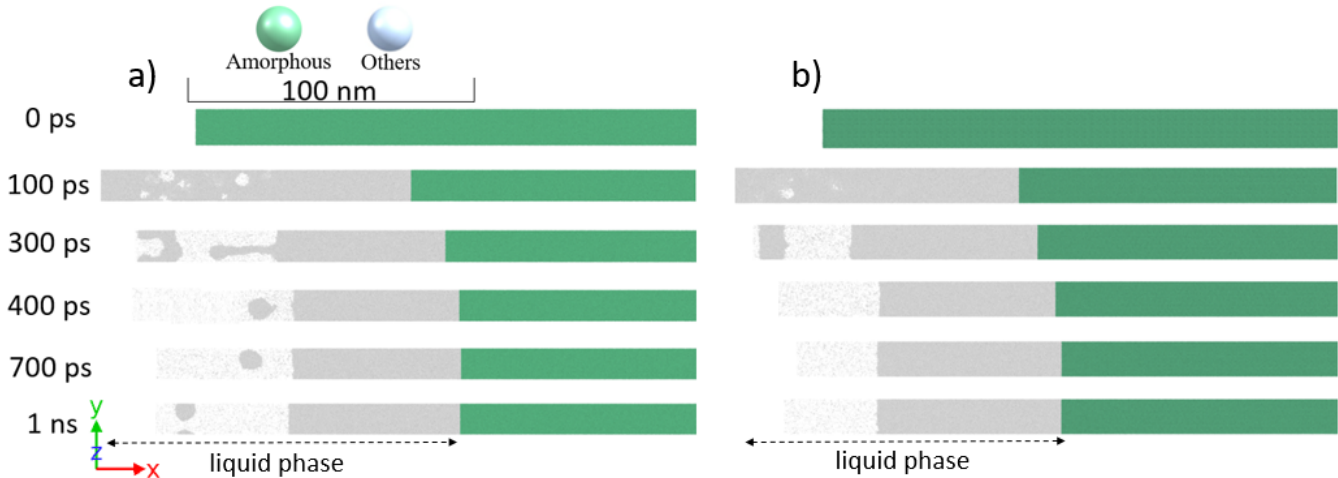 Amorphous Others
a) b)
100 nm
0 ps
100 ps
300 ps
400 ps
700 ps
1 ns
y
z
x
liquid phase liquid phase